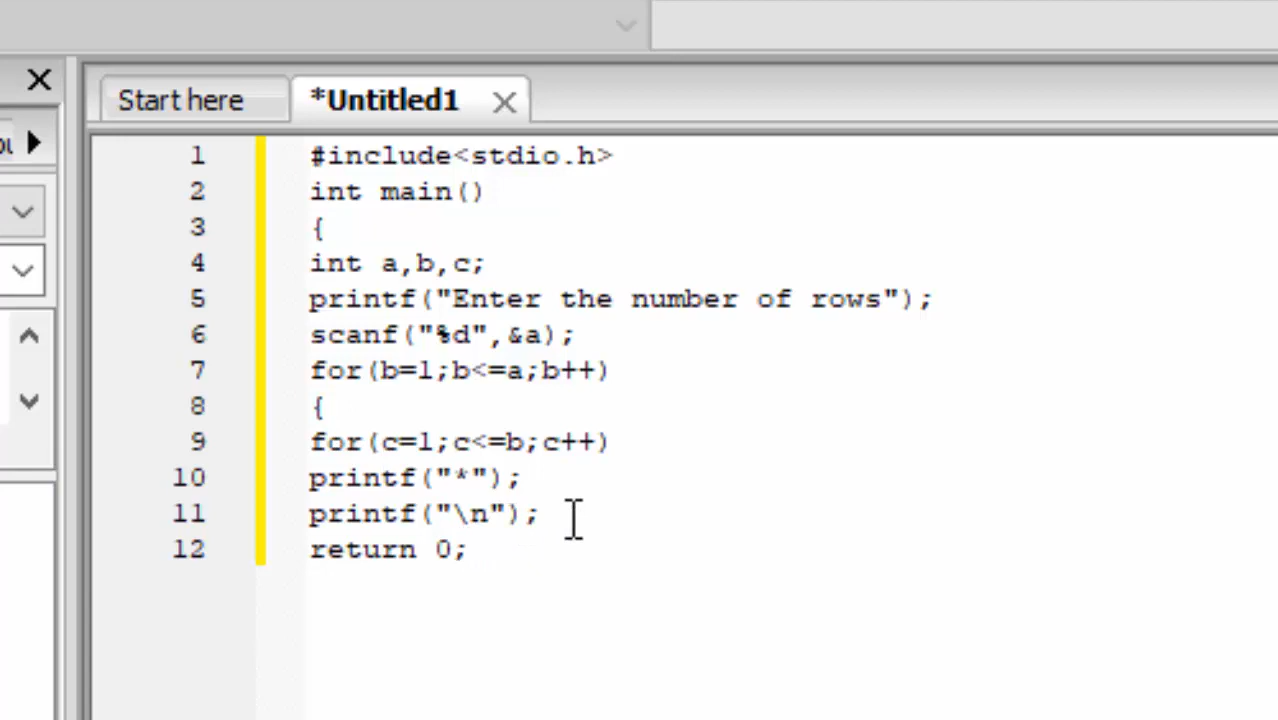 Start here
*Untitled1
1 #include<stdio.h>
2 int main()
3 {
4 int a,b,c;
5 printf("Enter the number of rows");
6 scanf("%d",&a);
7 for(b=1;b<=a;b++)
8 {
9 for(c=1;c<=b;c++)
10 printf("*");
11 printf("\n");
12 return 0;